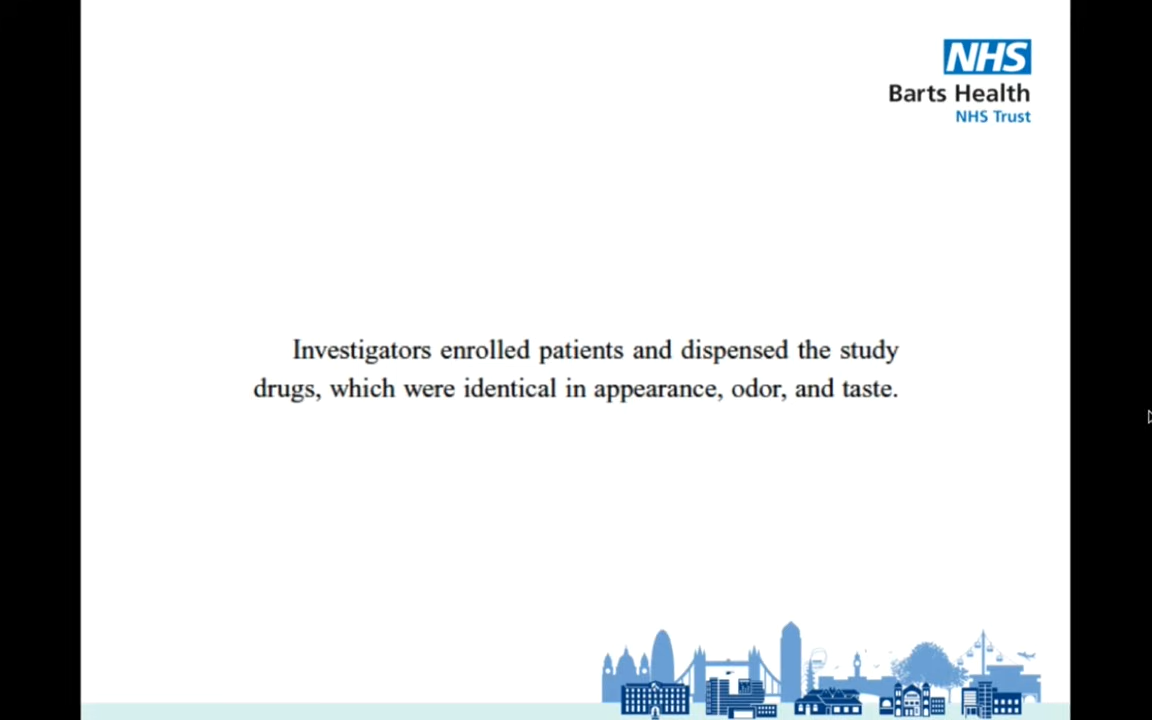 NHS
Barts Health
NHS Trust
Investigators enrolled patients and dispensed the study
drugs, which were identical in appearance, odor, and taste.